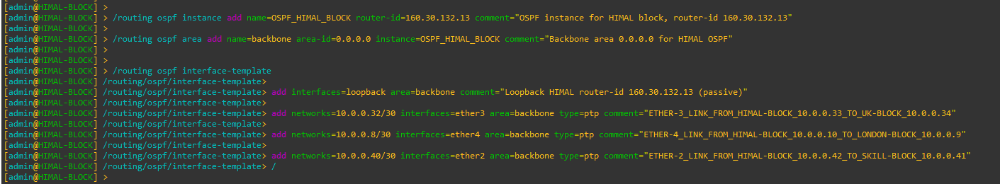 [admin@HIMAL-BLOCK] >
[admin@HIMAL-BLOCK] > /routing ospf instance add name=OSPF_HIMAL_BLOCK router-id=160.30.132.13 comment="OSPF instance for HIMAL block, router-id 160.30.132.13"
[admin@HIMAL-BLOCK] >
[admin@HIMAL-BLOCK] > /routing ospf area add name=backbone area-id=0.0.0.0 instance=OSPF_HIMAL_BLOCK comment="Backbone area 0.0.0.0 for HIMAL OSPF"
[admin@HIMAL-BLOCK] >
[admin@HIMAL-BLOCK] >
[admin@HIMAL-BLOCK] > /routing ospf interface-template
[admin@HIMAL-BLOCK] /routing/ospf/interface-template>
[admin@HIMAL-BLOCK] /routing/ospf/interface-template> add interfaces=loopback area=backbone comment="Loopback HIMAL router-id 160.30.132.13 (passive)"
[admin@HIMAL-BLOCK] /routing/ospf/interface-template>
[admin@HIMAL-BLOCK] /routing/ospf/interface-template> add networks=10.0.0.32/30 interfaces=ether3 area=backbone type=ptp comment="ETHER-3_LINK_FROM_HIMAL-BLOCK_10.0.0.33_TO_UK-BLOCK_10.0.0.34"
[admin@HIMAL-BLOCK] /routing/ospf/interface-template>
[admin@HIMAL-BLOCK] /routing/ospf/interface-template> add networks=10.0.0.8/30 interfaces=ether4 area=backbone type=ptp comment="ETHER-4_LINK_FROM_HIMAL-BLOCK_10.0.0.10_TO_LONDON-BLOCK_10.0.0.9"
[admin@HIMAL-BLOCK] /routing/ospf/interface-template>
[admin@HIMAL-BLOCK] /routing/ospf/interface-template> add networks=10.0.0.40/30 interfaces=ether2 area=backbone type=ptp comment="ETHER-2_LINK_FROM_HIMAL-BLOCK_10.0.0.42_TO_SKILL-BLOCK_10.0.0.41"
[admin@HIMAL-BLOCK] /routing/ospf/interface-template> /
[admin@HIMAL-BLOCK] >